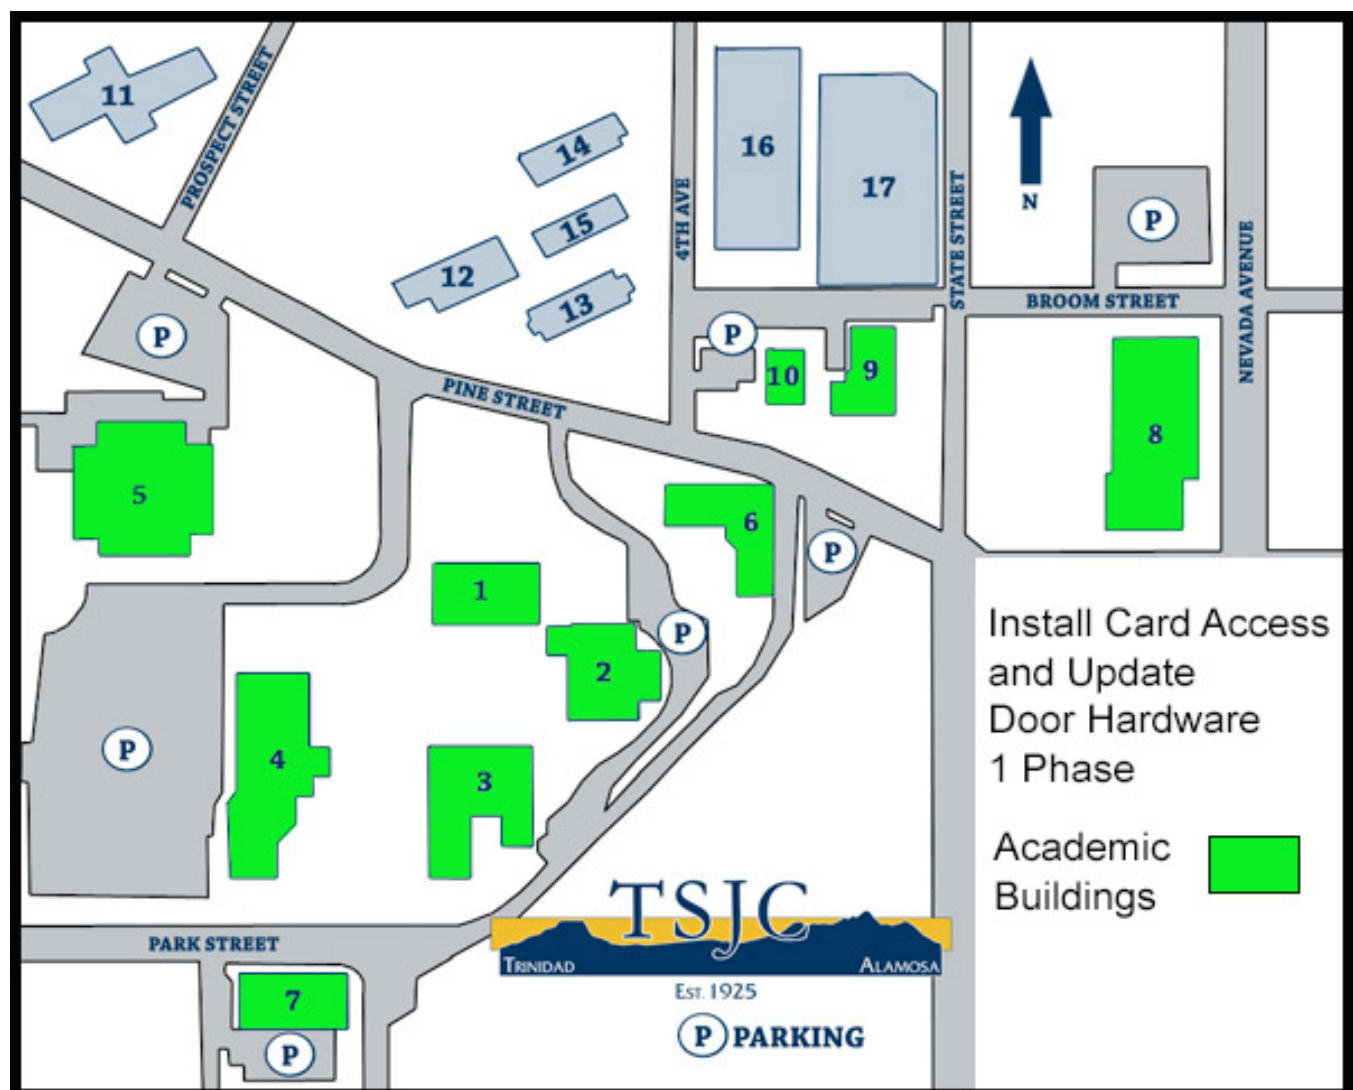 11
PROSPECT STREET
14
15
12
13
4TH AVE
16
17
STATE STREET
N
P
NEVADA AVENUE
BROOM STREET
P
P
10
9
8
PINE STREET
5
6
P
1
P
2
Install Card Access
and Update
Door Hardware
1 Phase
P
4
3
Academic
Buildings
TSJC
TRINIDAD ALAMOSA
EST. 1925
P PARKING
PARK STREET
7
P